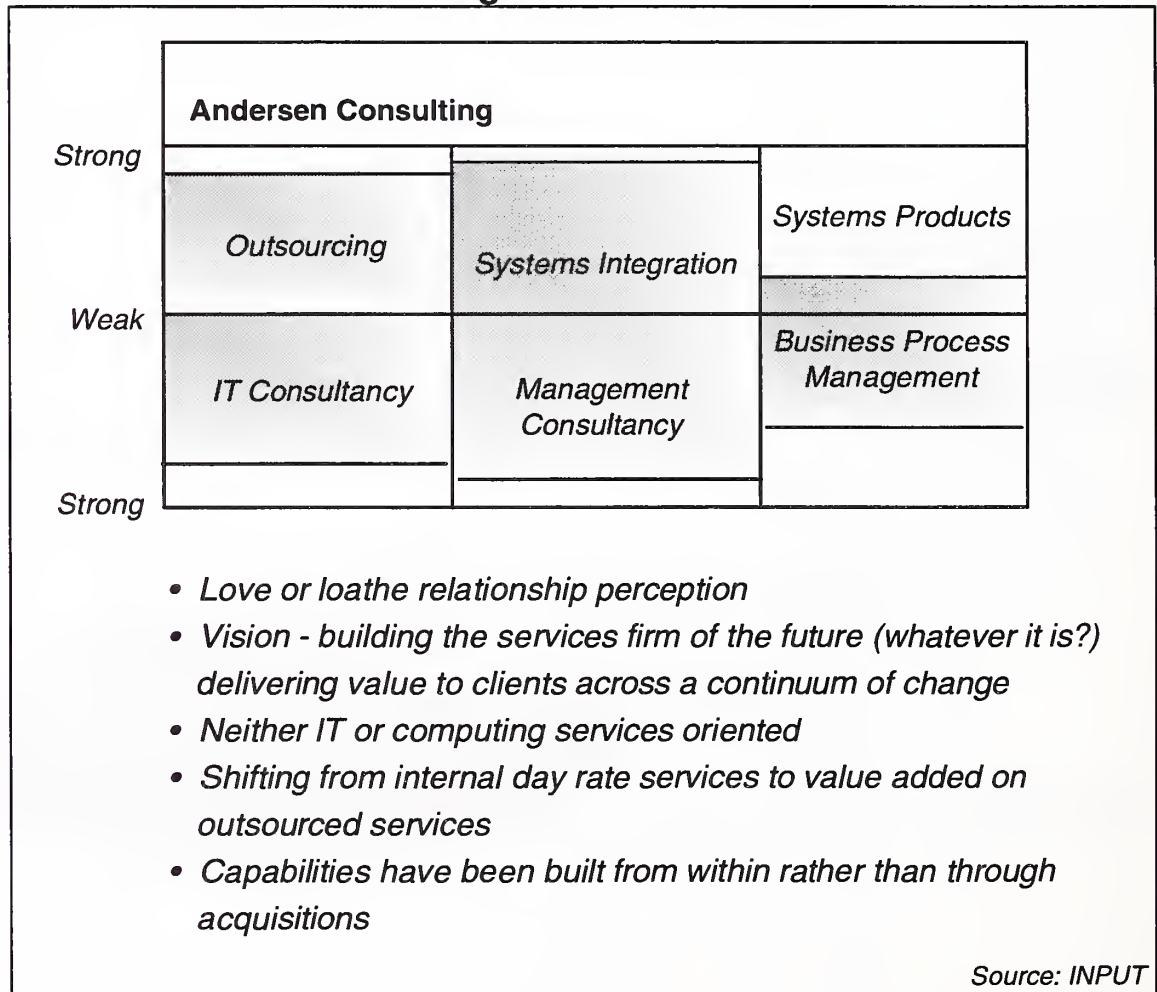 Andersen Consulting
Strong
Outsourcing
Systems Integration
Systems Products
Weak
IT Consultancy
Management
Consultancy
Business Process
Management
Strong
• Love or loathe relationship perception
• Vision - building the services firm of the future (whatever it is?)
delivering value to clients across a continuum of change
• Neither IT or computing services oriented
• Shifting from internal day rate services to value added on
outsourced services
• Capabilities have been built from within rather than through
acquisitions
Source: INPUT